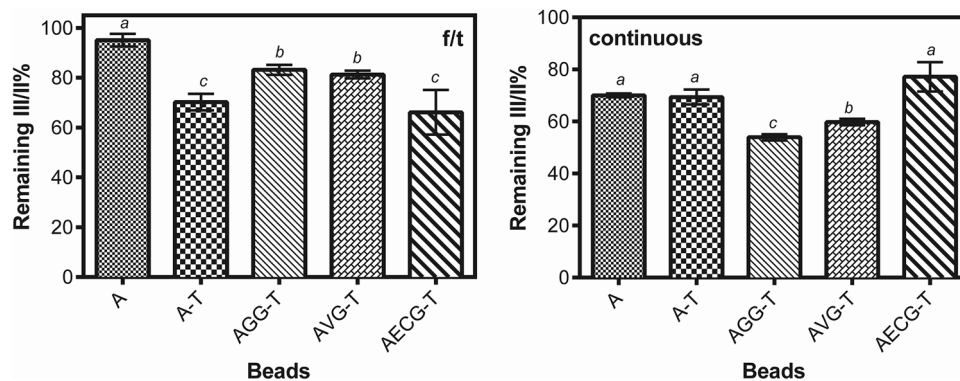 Remaining III/II%
100
80
60
40
20
0
f/t
a
c
b
b
c
A
A-T
AGG-T
AVG-T
AECG-T
Beads
Remaining III/II%
100
80
60
40
20
0
continuous
a
a
c
b
a
A
A-T
AGG-T
AVG-T
AECG-T
Beads